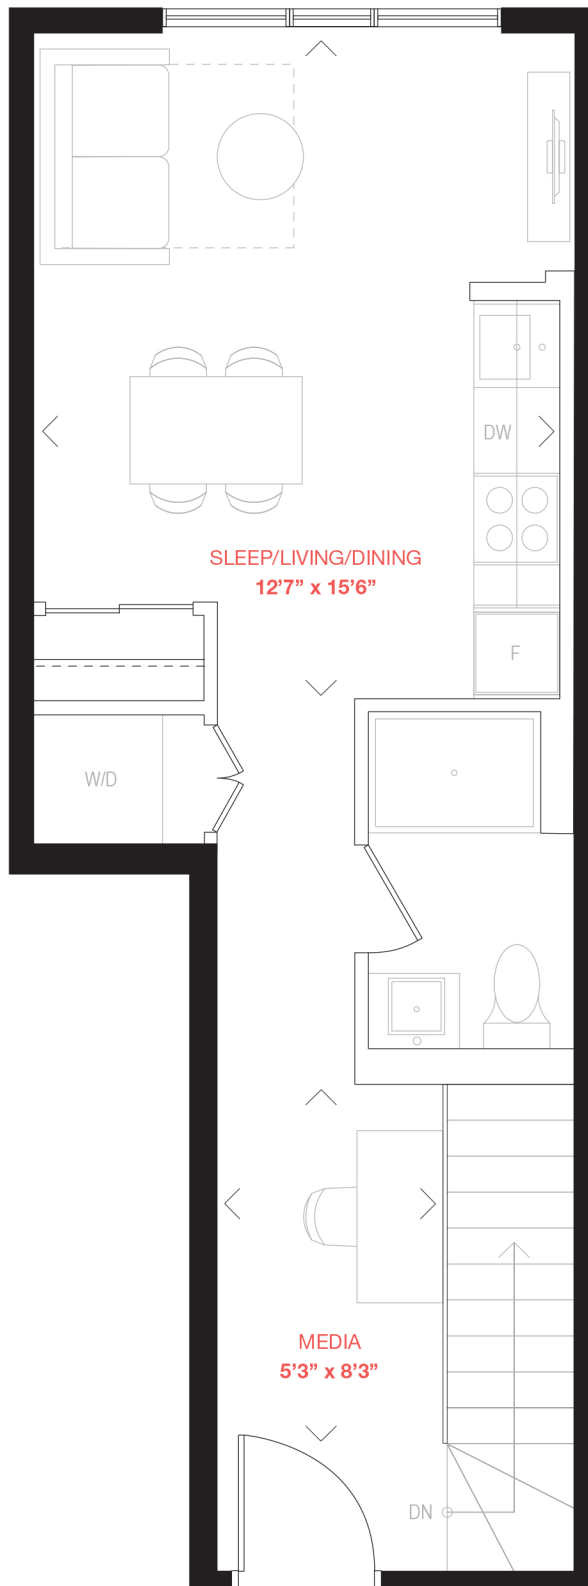 DW
SLEEP/LIVING/DINING
12’7” x 15’6”
F
W/D
MEDIA
5’3” x 8’3”
DN